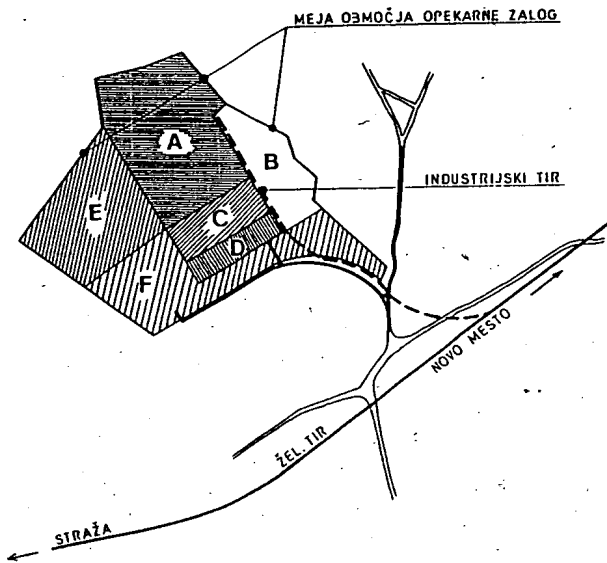 MEJA OBMOČJA OPEKARNE ZALOG
A
B
INDUSTRIJSKI TIR
E
C
D
F
NOVO MESTO
ŽEL. TIR
STRAŽA